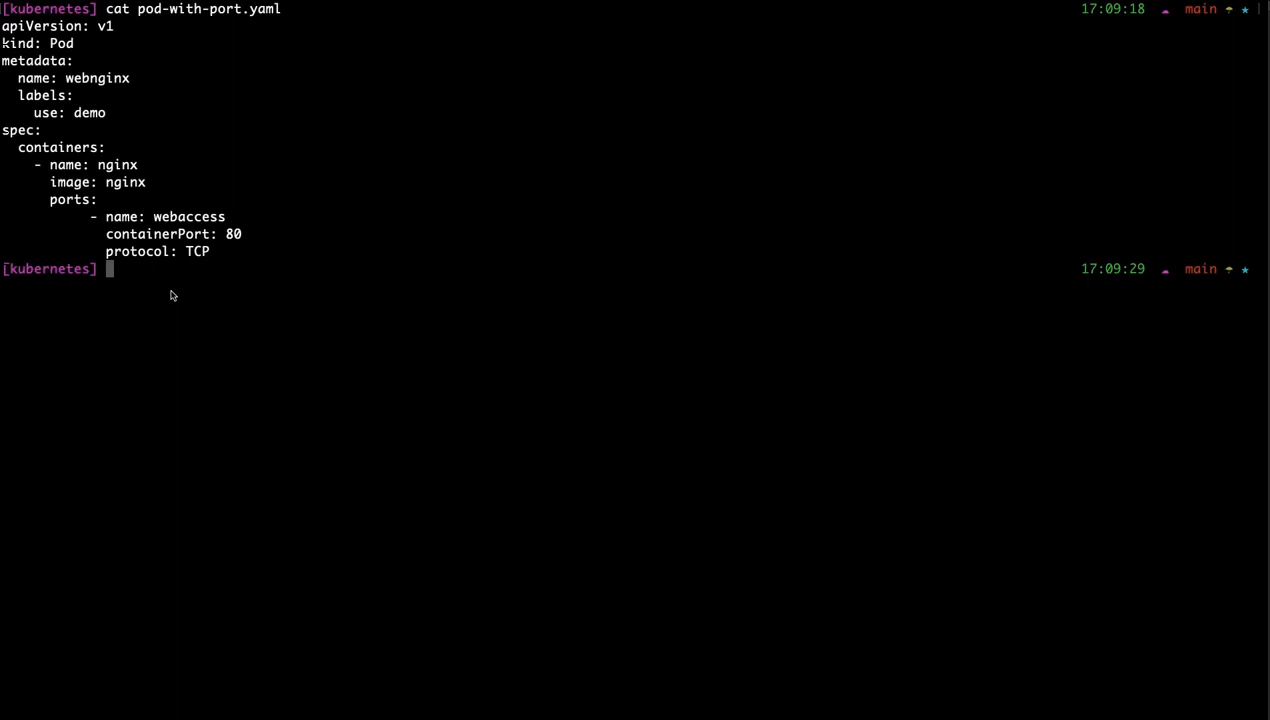 [kubernetes] cat pod-with-port.yaml 17:09:18 main
apiVersion: v1
kind: Pod
metadata:
  name: webnginx
  labels:
    use: demo
spec:
  containers:
    - name: nginx
      image: nginx
      ports:
           - name: webaccess
             containerPort: 80
             protocol: TCP
[kubernetes] 17:09:29 main